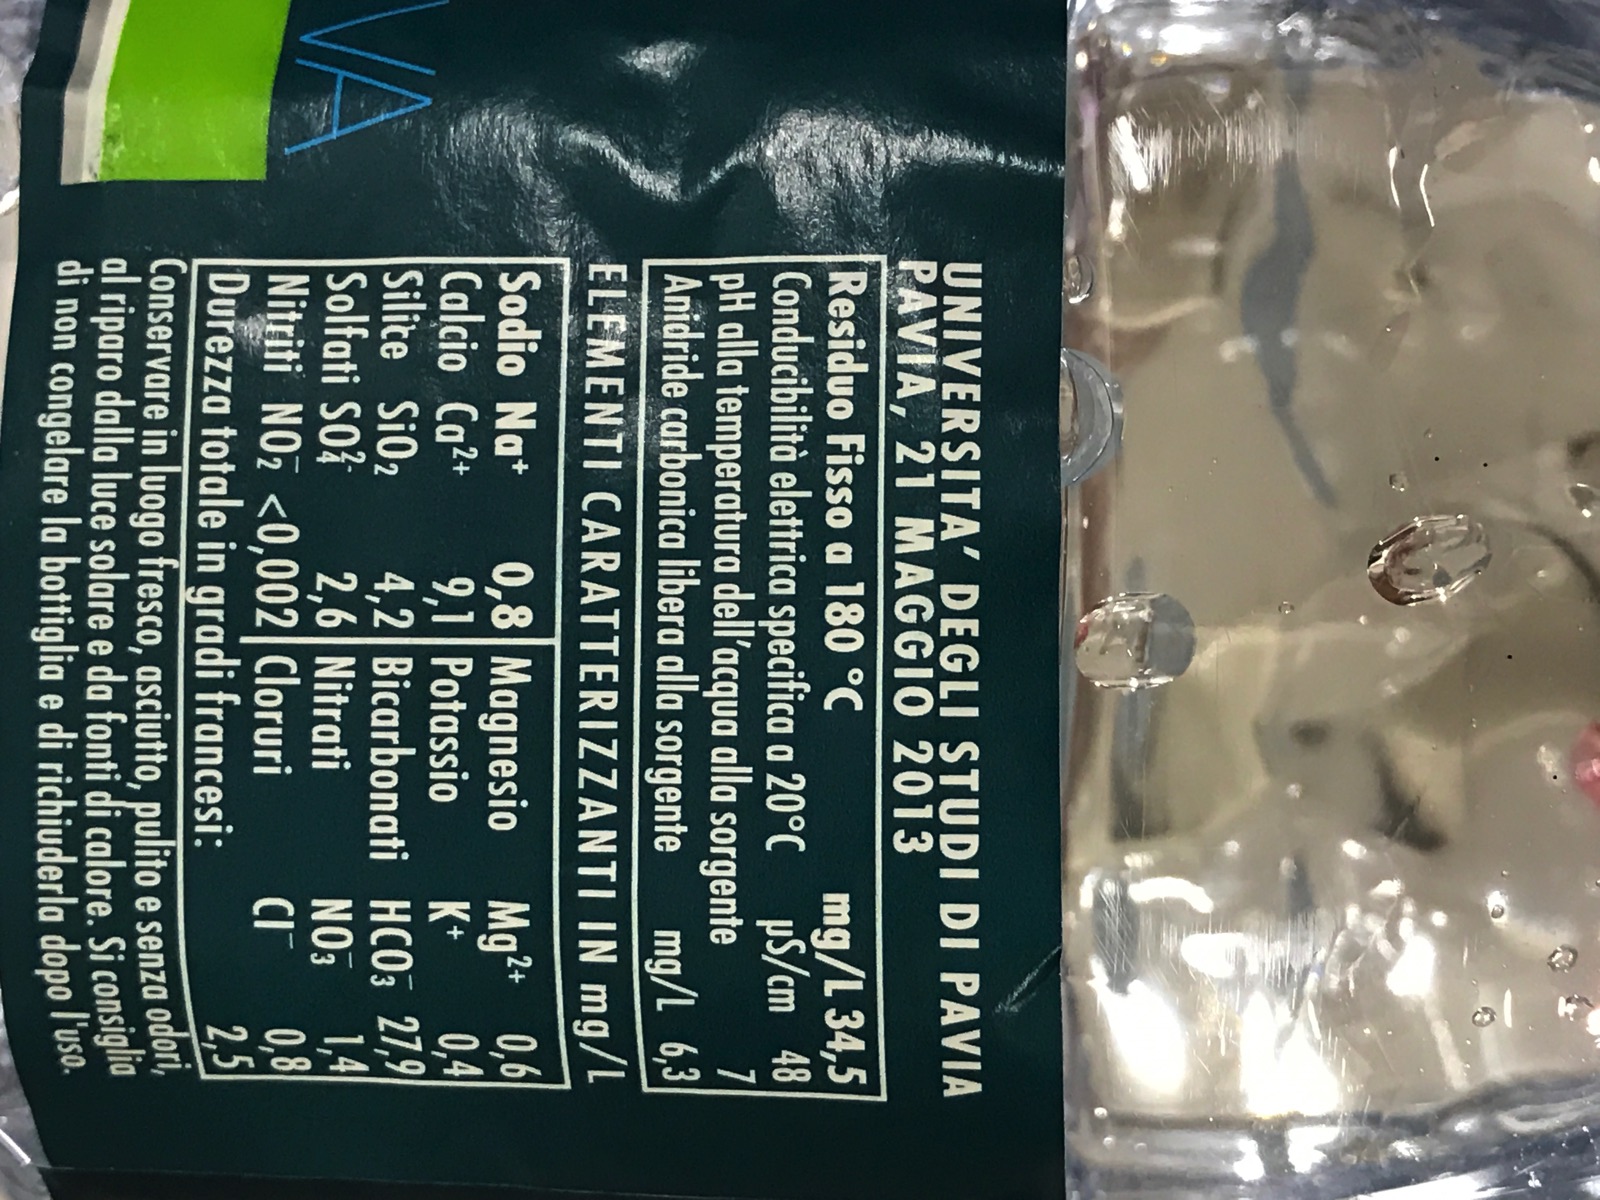 VA
UNIVERSITA' DEGLI STUDI DI PAVIA
PAVIA, 21 MAGGIO 2013
Residuo Fisso a 180 °C mg/L 34,5
Conducibilità elettrica specifica a 20°C µS/cm 48
pH alla temperatura dell'acqua alla sorgente 7
Anidride carbonica libera alla sorgente mg/L 6,3
ELEMENTI CARATTERIZZANTI IN mg/L
Sodio Na⁺ 0,8 Magnesio Mg²⁺ 0,6
Calcio Ca²⁺ 9,1 Potassio K⁺ 0,4
Silice SiO₂ 4,2 Bicarbonati HCO₃⁻ 27,9
Solfati SO₄²⁻ 2,6 Nitrati NO₃⁻ 1,4
Nitriti NO₂⁻ <0,002 Cloruri Cl⁻ 0,8
Durezza totale in gradi francesi: 2,5
Conservare in luogo fresco, asciutto, pulito e senza odori,
al riparo dalla luce solare e da fonti di calore. Si consiglia
di non congelare la bottiglia e di richiuderla dopo l'uso.